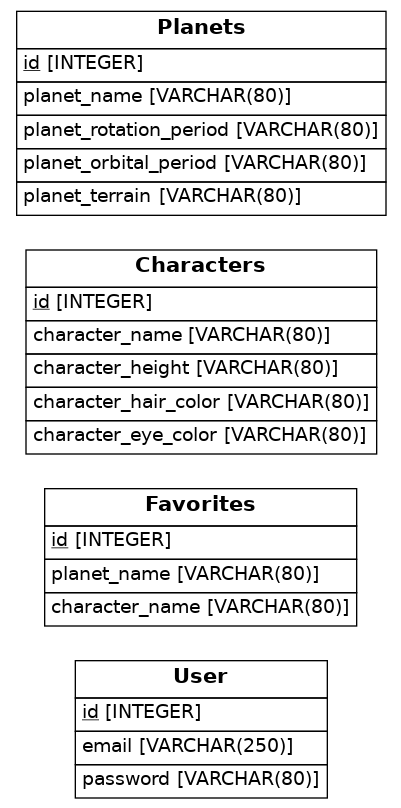 Planets
id [INTEGER]
planet_name [VARCHAR(80)]
planet_rotation_period [VARCHAR(80)]
planet_orbital_period [VARCHAR(80)]
planet_terrain [VARCHAR(80)]
Characters
id [INTEGER]
character_name [VARCHAR(80)]
character_height [VARCHAR(80)]
character_hair_color [VARCHAR(80)]
character_eye_color [VARCHAR(80)]
Favorites
id [INTEGER]
planet_name [VARCHAR(80)]
character_name [VARCHAR(80)]
User
id [INTEGER]
email [VARCHAR(250)]
password [VARCHAR(80)]